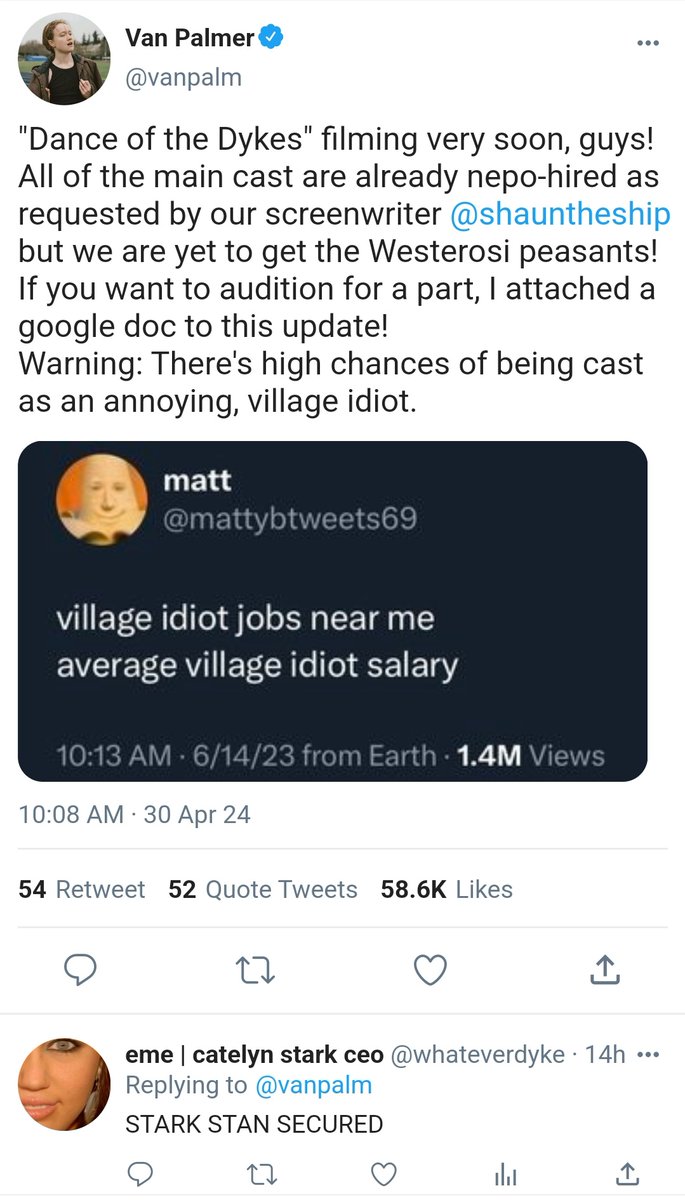 Van Palmer
@vanpalm
"Dance of the Dykes" filming very soon, guys!
All of the main cast are already nepo-hired as
requested by our screenwriter @shauntheship
but we are yet to get the Westerosi peasants!
If you want to audition for a part, I attached a
google doc to this update!
Warning: There's high chances of being cast
as an annoying, village idiot.
matt
@mattybtweets69
village idiot jobs near me
average village idiot salary
10:13 AM · 6/14/23 from Earth · 1.4M Views
10:08 AM · 30 Apr 24
54 Retweet 52 Quote Tweets 58.6K Likes
eme | catelyn stark ceo @whateverdyke · 14h
Replying to @vanpalm
STARK STAN SECURED